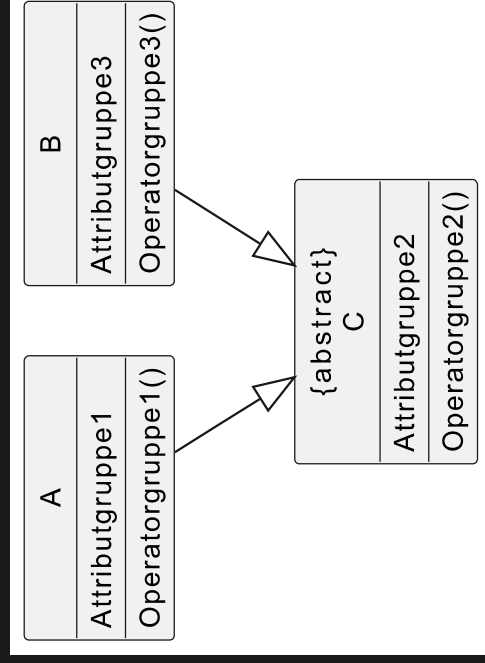 A
Attributgruppe1
Operatorgruppe1()
B
Attributgruppe3
Operatorgruppe3()
{abstract}
C
Attributgruppe2
Operatorgruppe2()